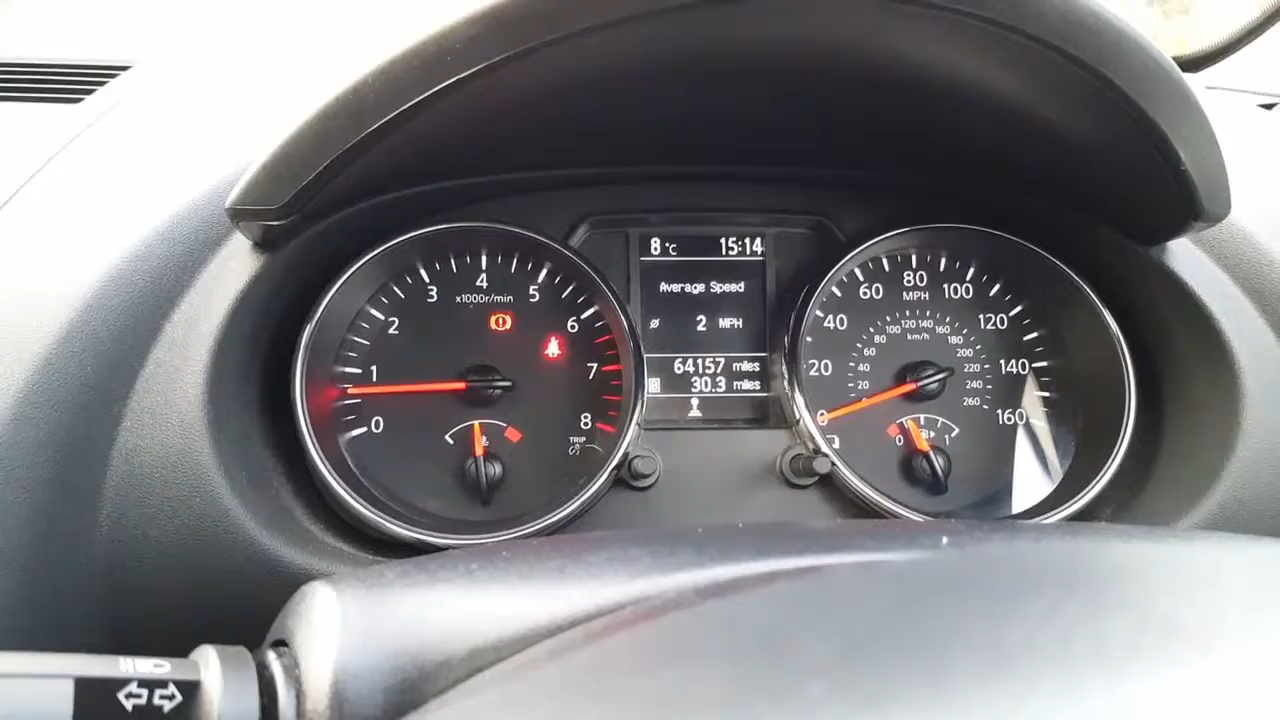 8 °C 15:14
Average Speed
ø 2 MPH
64157 miles
B 30.3 miles
0 1 2 3 4 5 6 7 8
x1000r/min
TRIP
0 20 40 60 80 100 120 140 160
MPH
20 40 60 80 100 120 140 160 180 200 220 240 260
km/h
0 1